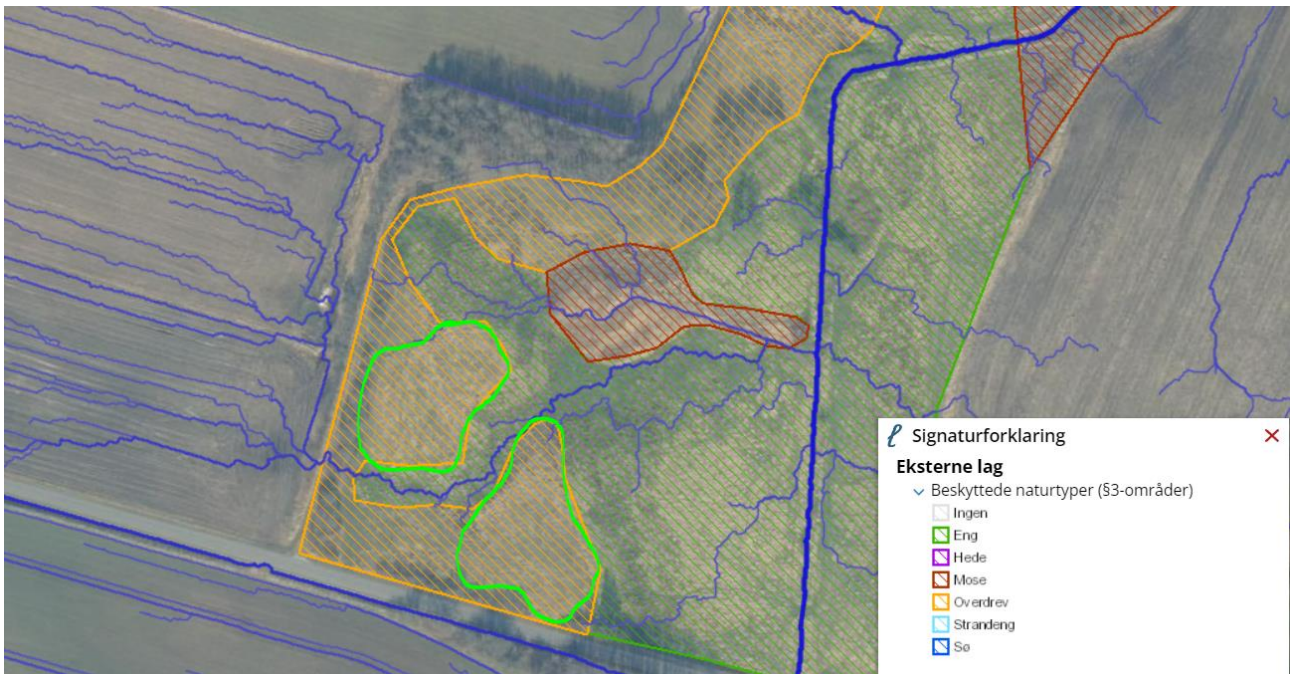 Signaturforklaring
Eksterne lag
Beskyttede naturtyper (§3-områder)
Ingen
Eng
Hede
Mose
Overdrev
Strandeng
Sø